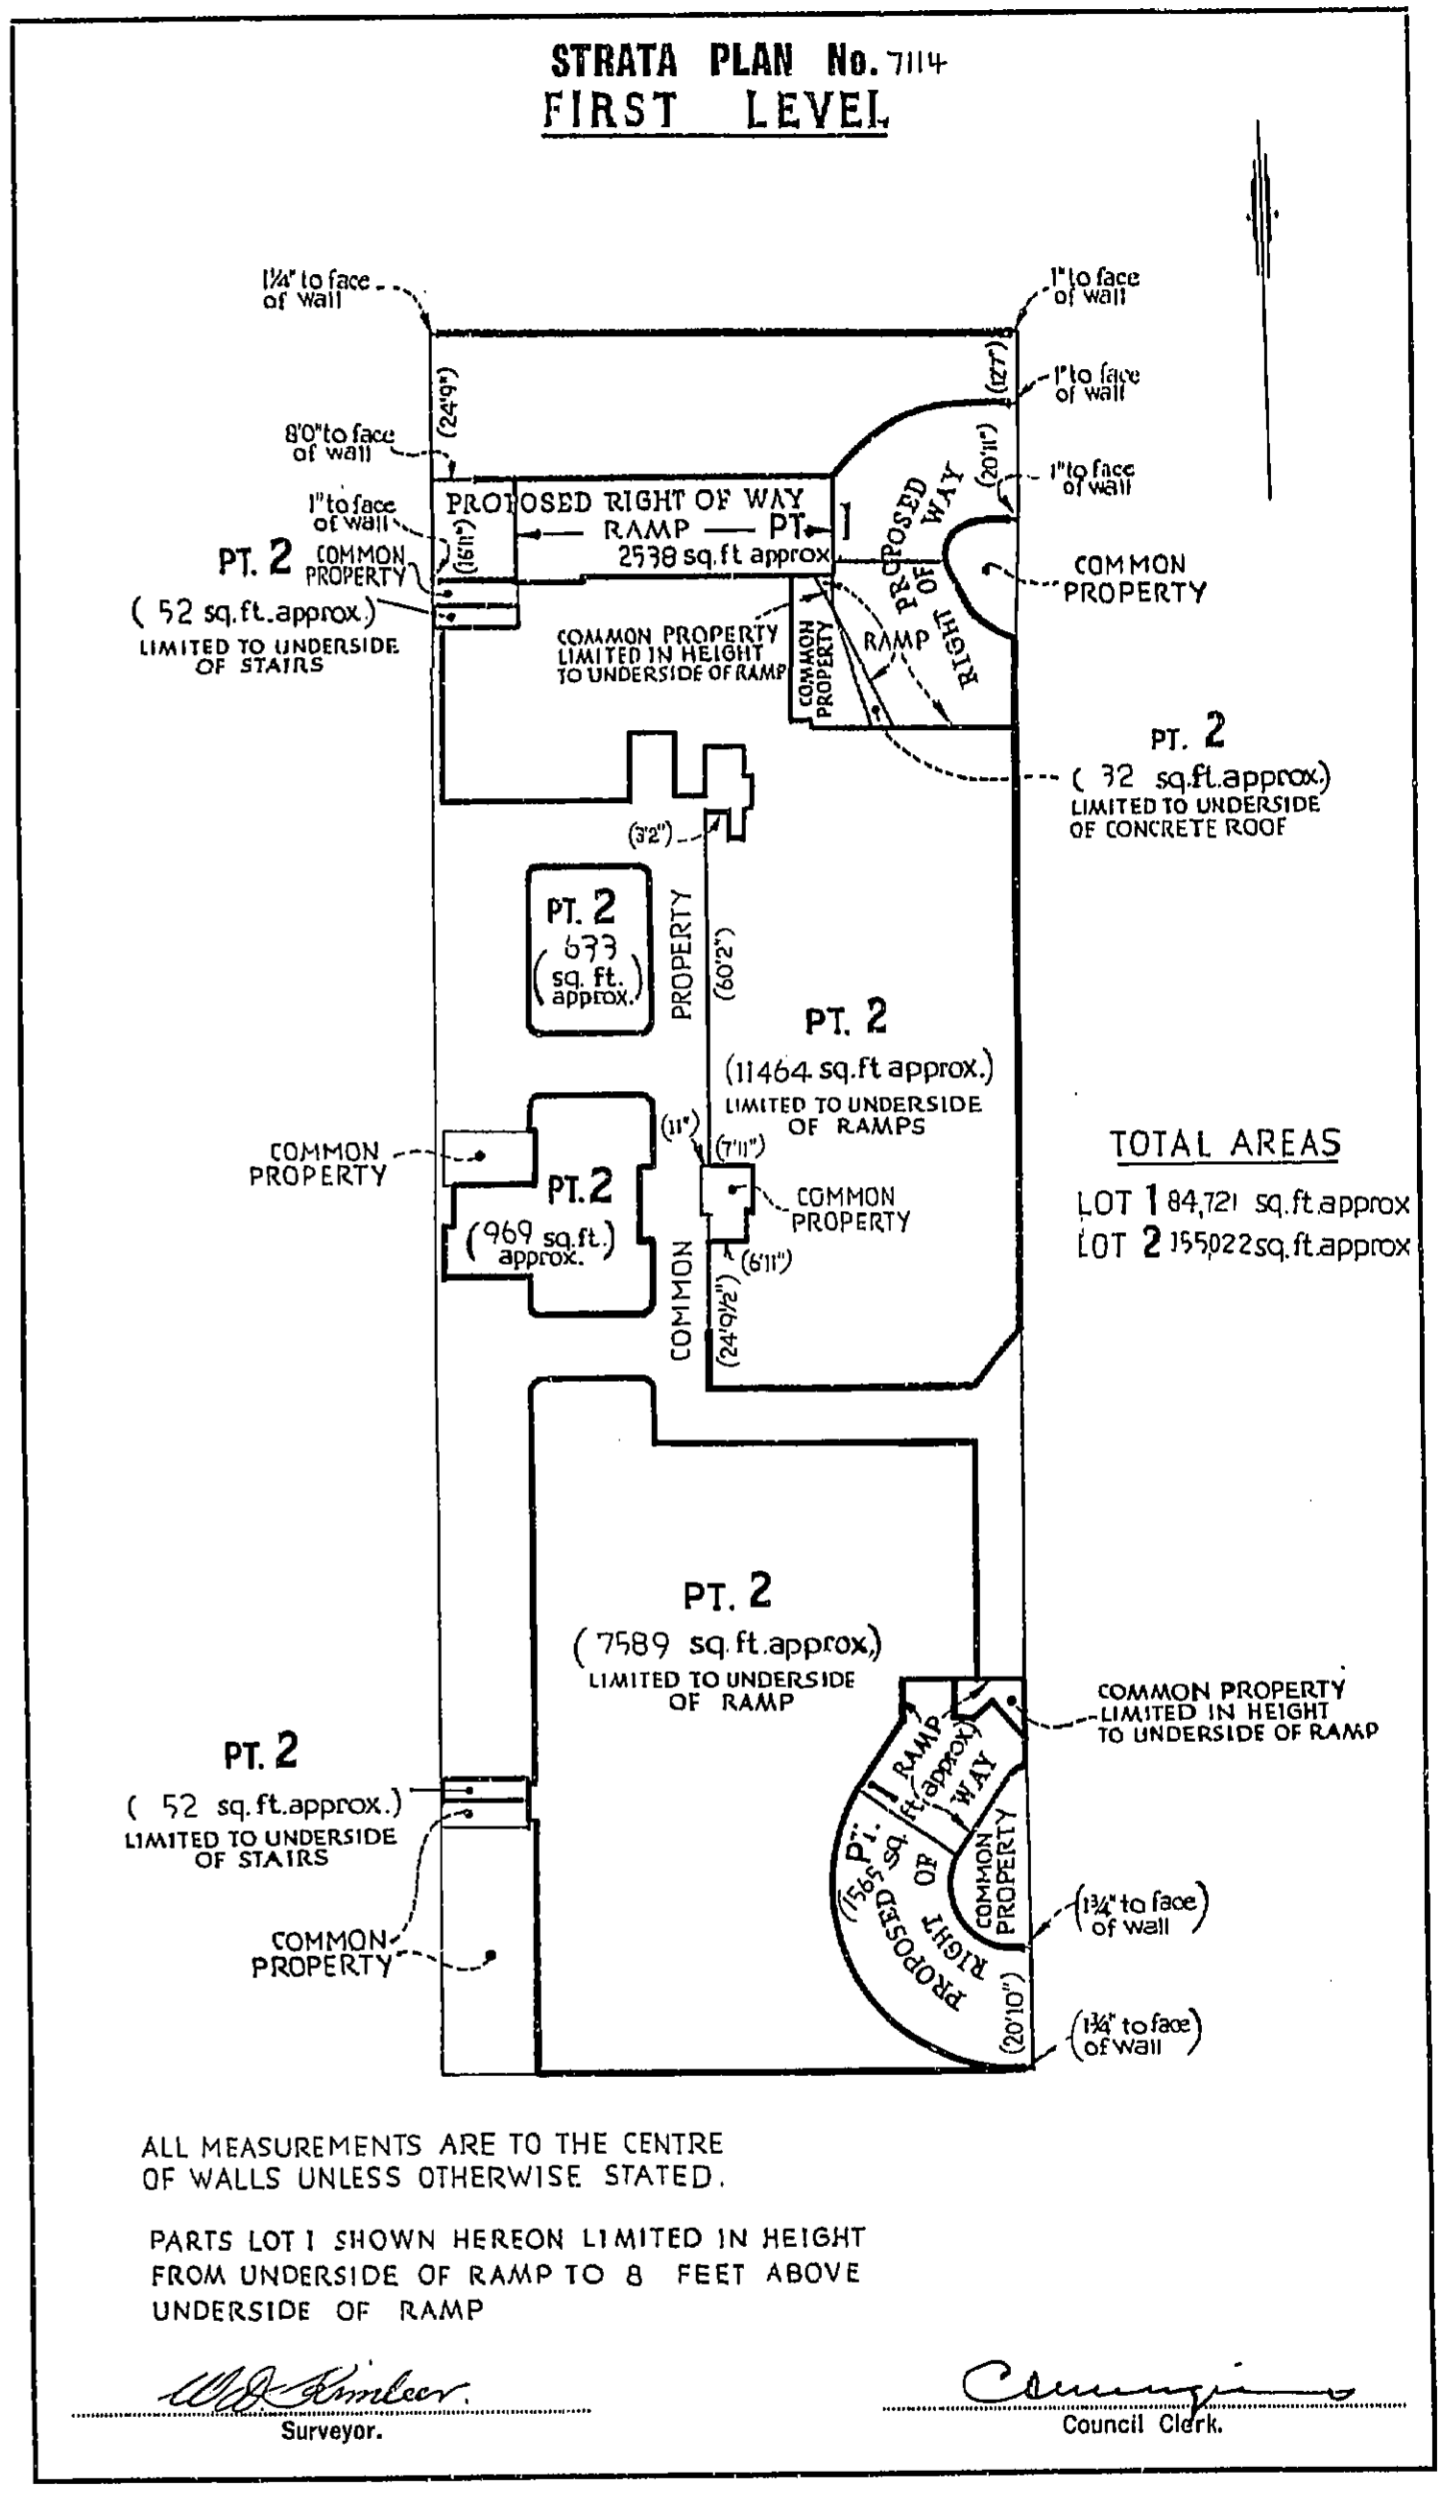 STRATA PLAN No. 7114
FIRST LEVEL
1¼" to face
of wall
1" to face
of wall
(12'7")
(24'9")
1" to face
of wall
8'0" to face
of wall
(20'11")
1" to face
of wall
1" to face
of wall
PROPOSED RIGHT OF WAY
RAMP PT. 1
2538 sq.ft approx
(16'11")
PROPOSED
RIGHT OF WAY
PT. 2
COMMON
PROPERTY
COMMON
PROPERTY
( 52 sq.ft.approx.)
LIMITED TO UNDERSIDE
OF STAIRS
COMMON PROPERTY
LIMITED IN HEIGHT
TO UNDERSIDE OF RAMP
COMMON
PROPERTY
RAMP
PT. 2
( 32 sq.ft.approx.)
LIMITED TO UNDERSIDE
OF CONCRETE ROOF
(3'2")
PT. 2
( 633
sq. ft.
approx.)
COMMON PROPERTY
(60'2")
PT. 2
(11464 sq.ft approx.)
LIMITED TO UNDERSIDE
OF RAMPS
(11")
(7'11")
COMMON
PROPERTY
PT. 2
(969 sq.ft.)
approx.
COMMON
PROPERTY
(6'11")
(24'9½")
TOTAL AREAS
LOT 1 84,721 sq.ft.approx
LOT 2 155,022 sq.ft.approx
PT. 2
( 7589 sq.ft.approx.)
LIMITED TO UNDERSIDE
OF RAMP
COMMON PROPERTY
LIMITED IN HEIGHT
TO UNDERSIDE OF RAMP
RAMP
PT. 1
(1565 sq. ft. approx)
PROPOSED
RIGHT OF WAY
COMMON
PROPERTY
PT. 2
( 52 sq.ft.approx.)
LIMITED TO UNDERSIDE
OF STAIRS
COMMON
PROPERTY
(1¾" to face
of wall)
(20'10")
(1¾" to face
of wall)
ALL MEASUREMENTS ARE TO THE CENTRE
OF WALLS UNLESS OTHERWISE STATED.
PARTS LOT 1 SHOWN HEREON LIMITED IN HEIGHT
FROM UNDERSIDE OF RAMP TO 8 FEET ABOVE
UNDERSIDE OF RAMP
Surveyor.
Council Clerk.